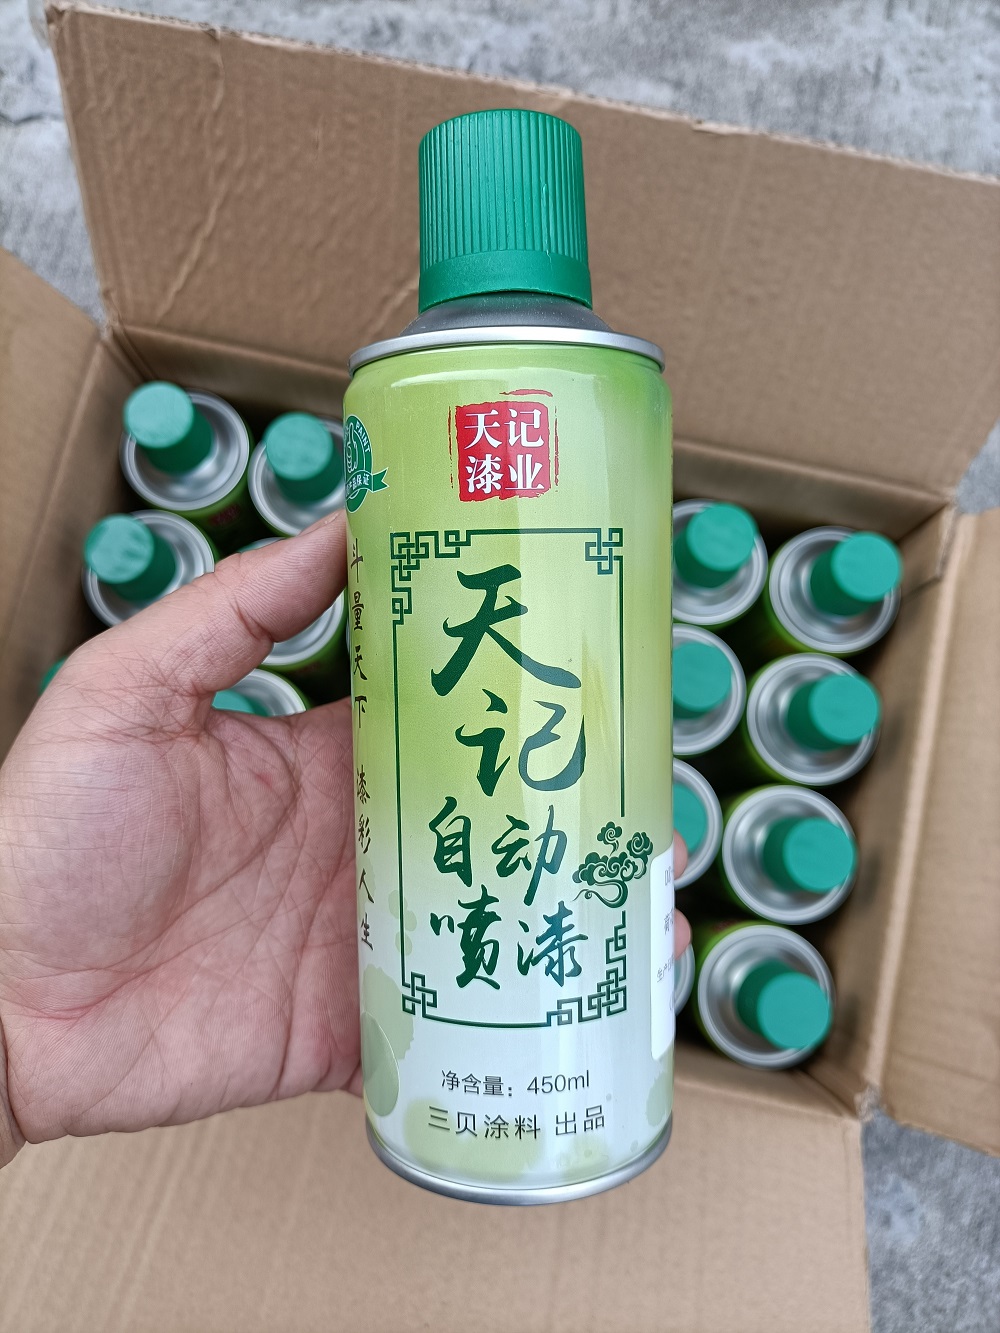 天记
漆业
PAINT
斗量天下 漆彩人生
天记
自动
喷漆
净含量：450ml
三贝涂料 出品